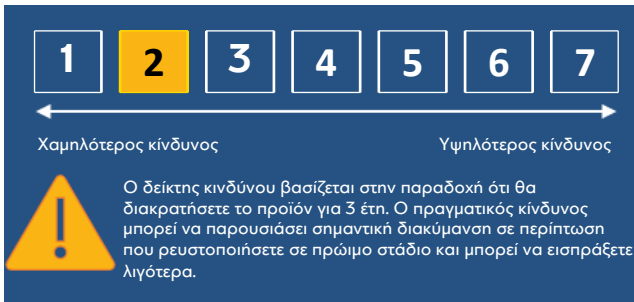 1 2 3 4 5 6 7
Χαμηλότερος κίνδυνος Υψηλότερος κίνδυνος
Ο δείκτης κινδύνου βασίζεται στην παραδοχή ότι θα
διακρατήσετε το προϊόν για 3 έτη. Ο πραγματικός κίνδυνος
μπορεί να παρουσιάσει σημαντική διακύμανση σε περίπτωση
που ρευστοποιήσετε σε πρώιμο στάδιο και μπορεί να εισπράξετε
λιγότερα.